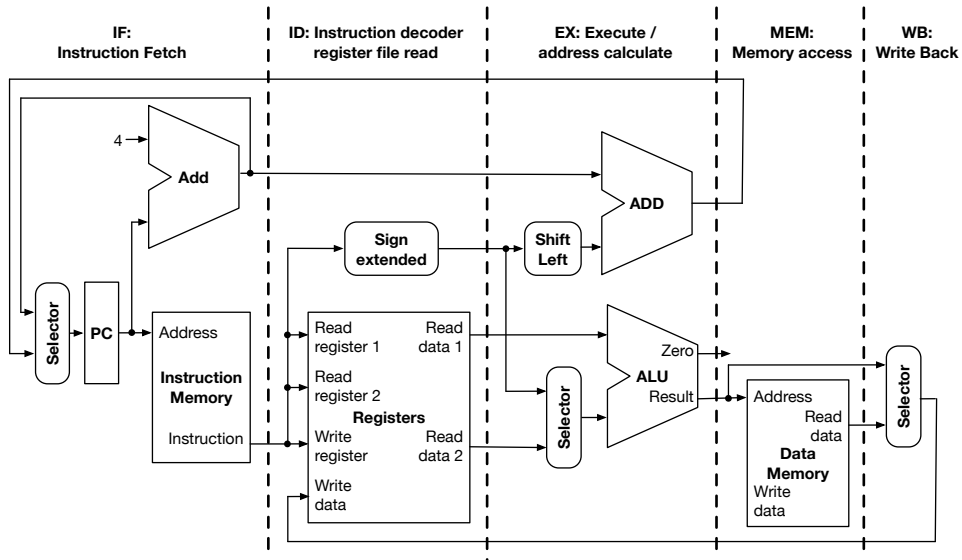 IF:
Instruction Fetch
ID: Instruction decoder
register file read
EX: Execute /
address calculate
MEM:
Memory access
WB:
Write Back
4
Add
ADD
Sign
extended
Shift
Left
Selector
PC
Address
Instruction
Memory
Instruction
Read
register 1
Read
data 1
Read
register 2
Registers
Write
register
Read
data 2
Write
data
Selector
Zero
ALU
Result
Address
Read
data
Data
Memory
Write
data
Selector